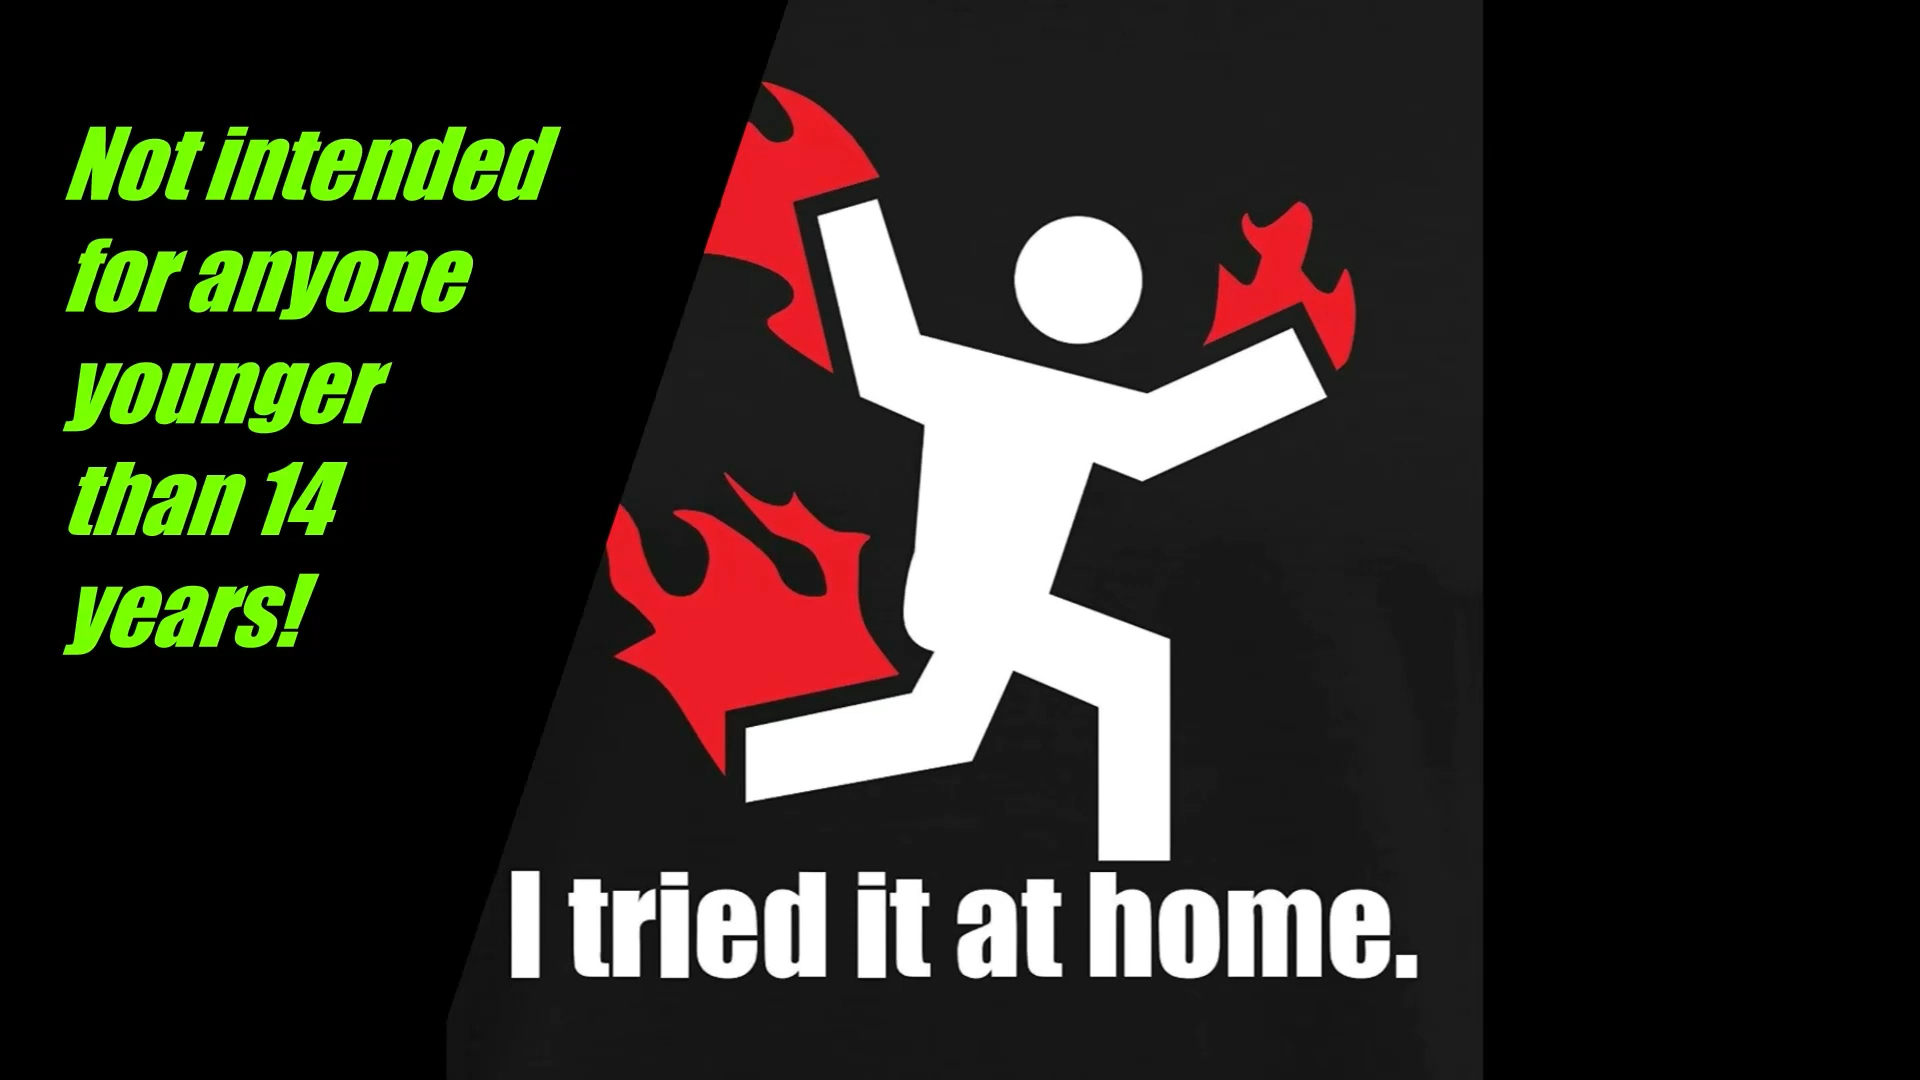 Not intended
for anyone
younger
than 14
years!
I tried it at home.